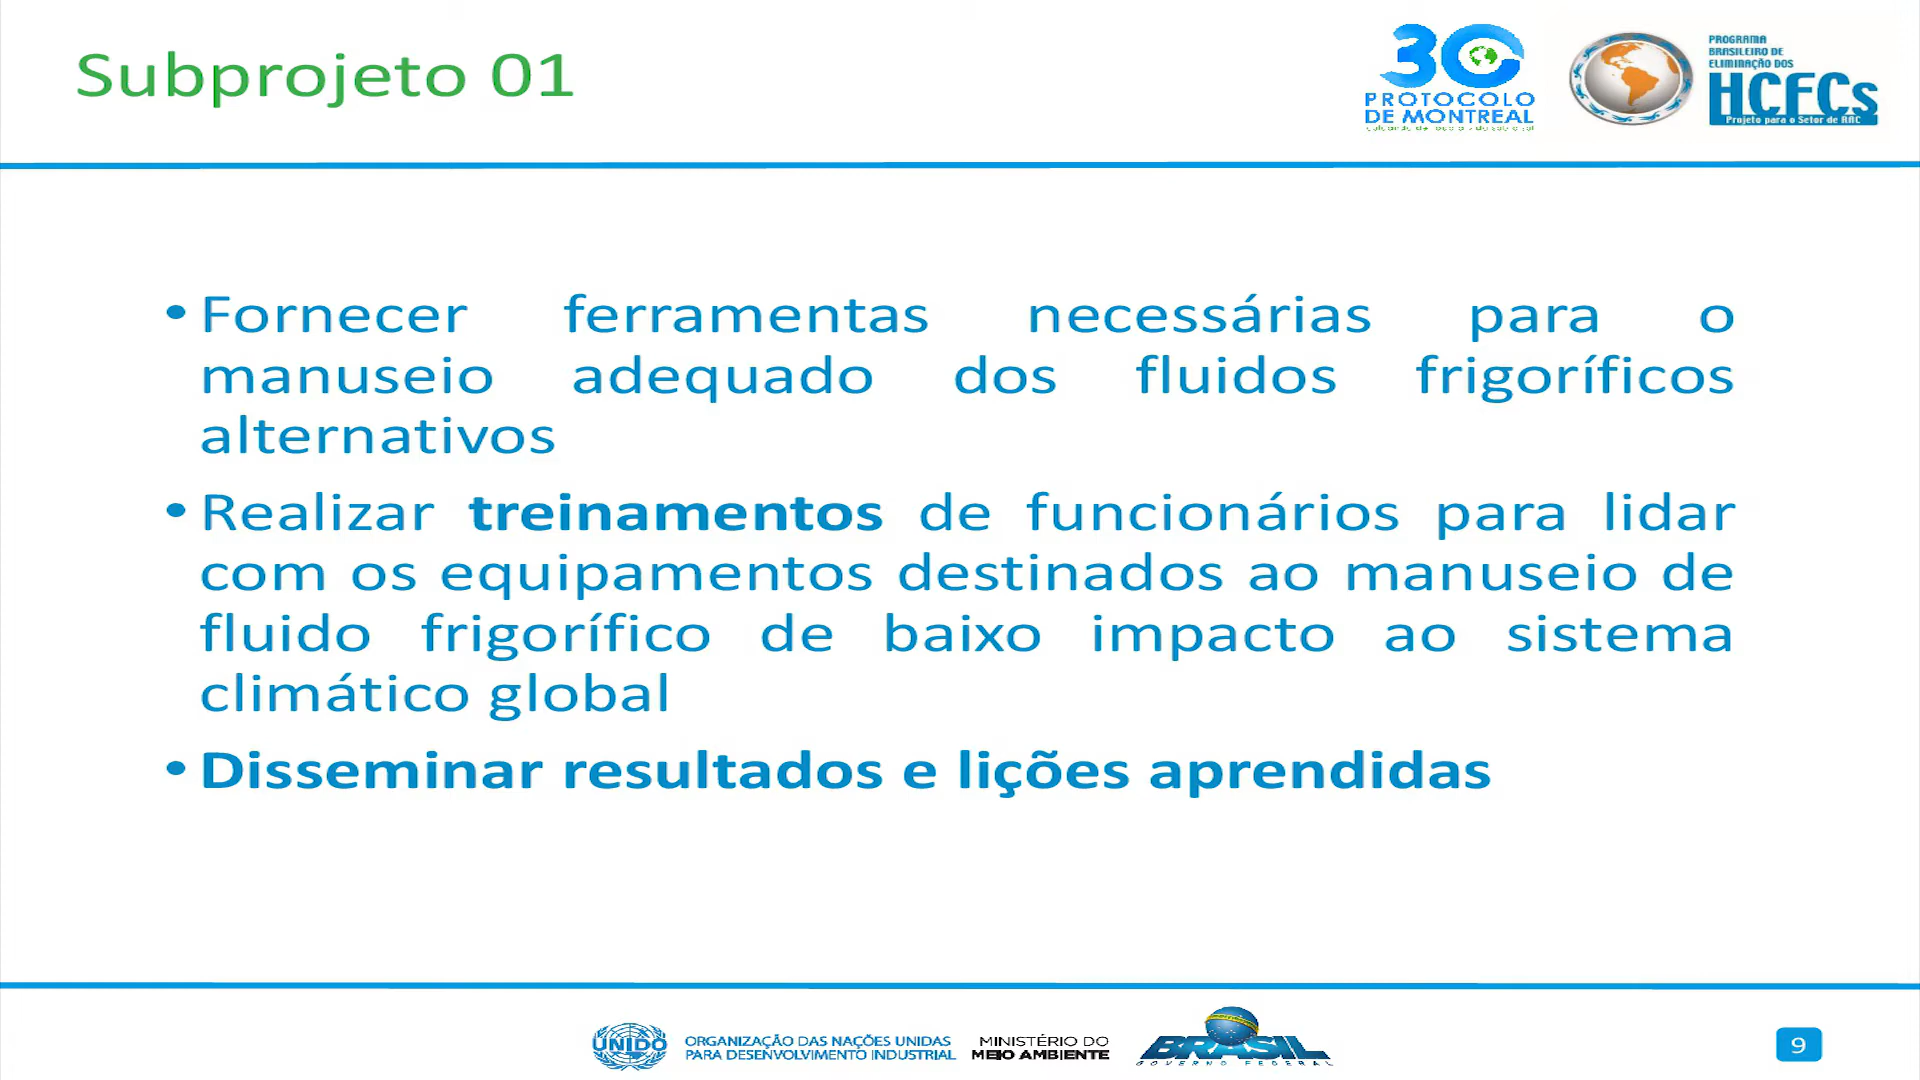 Subprojeto 01
30
PROTOCOLO
DE MONTREAL
PROGRAMA
BRASILEIRO DE
ELIMINAÇÃO DOS
HCFCs
Projeto para o Setor de RAC
• Fornecer ferramentas necessárias para o
manuseio adequado dos fluidos frigoríficos
alternativos
• Realizar treinamentos de funcionários para lidar
com os equipamentos destinados ao manuseio de
fluido frigorífico de baixo impacto ao sistema
climático global
• Disseminar resultados e lições aprendidas
UNIDO
ORGANIZAÇÃO DAS NAÇÕES UNIDAS
PARA DESENVOLVIMENTO INDUSTRIAL
MINISTÉRIO DO
MEIO AMBIENTE
BRASIL
GOVERNO FEDERAL
9